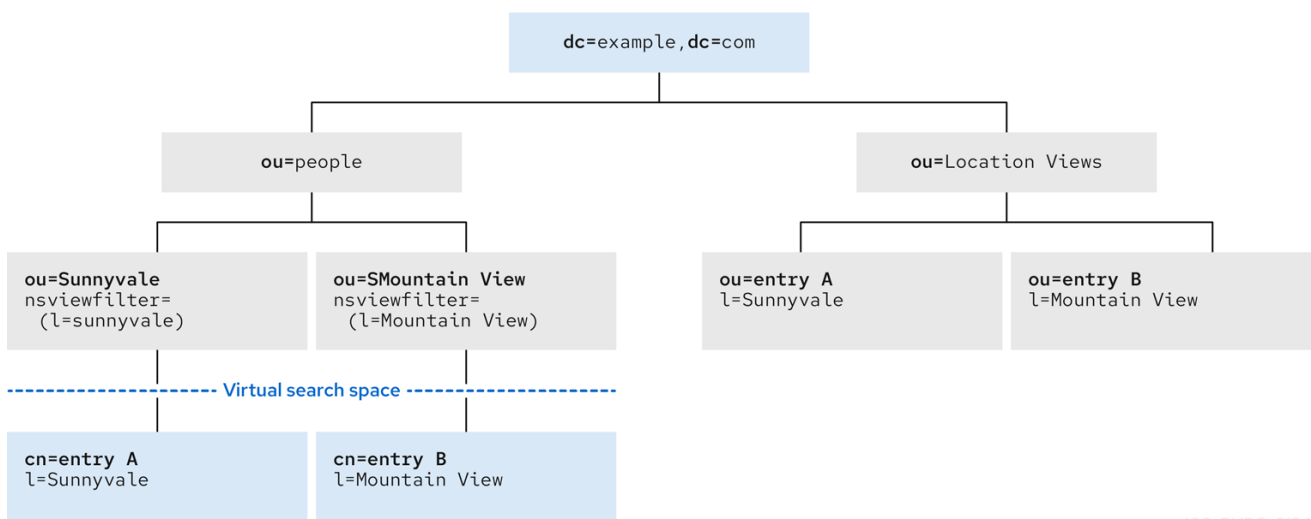 dc=example,dc=com
ou=people
ou=Location Views
ou=Sunnyvale
nsviewfilter=
(l=sunnyvale)
ou=SMountain View
nsviewfilter=
(l=Mountain View)
ou=entry A
l=Sunnyvale
ou=entry B
l=Mountain View
Virtual search space
cn=entry A
l=Sunnyvale
cn=entry B
l=Mountain View